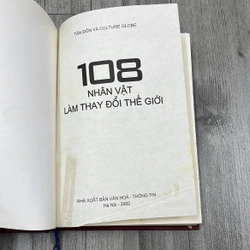 TÂN ĐÔN VÀ CULTURE GLOBE
108
NHÂN VẬT
LÀM THAY ĐỔI THẾ GIỚI
NHÀ XUẤT BẢN VĂN HOÁ - THÔNG TIN
Hà Nội - 2002